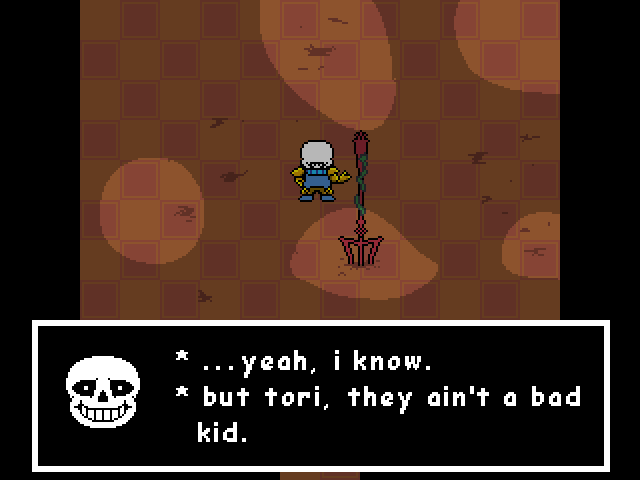 * ...yeah, i know.
* but tori, they ain't a bad
kid.